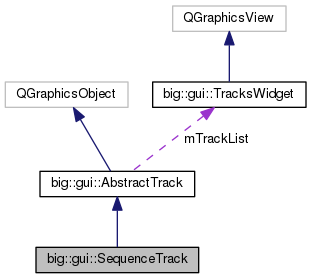 QGraphicsView
QGraphicsObject
big::gui::TracksWidget
mTrackList
big::gui::AbstractTrack
big::gui::SequenceTrack